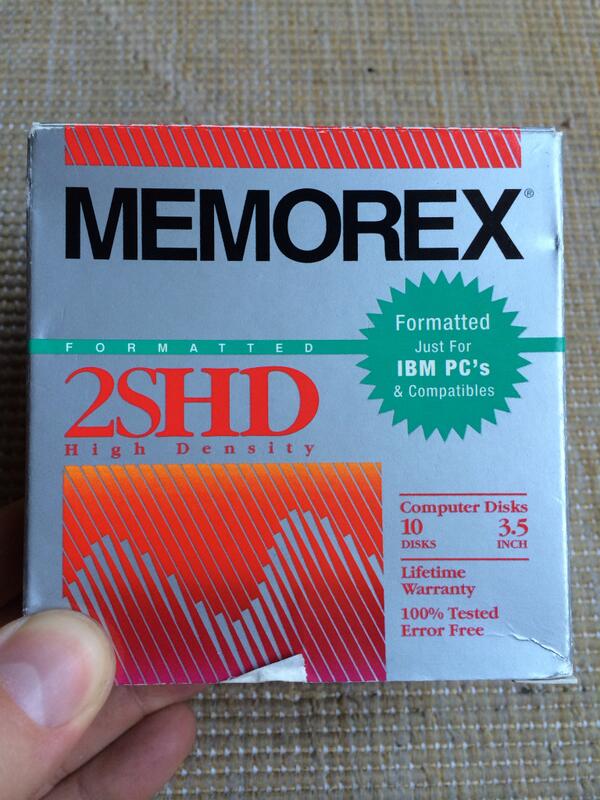 MEMOREX®
FORMATTED
2SHD
High Density
Formatted
Just For
IBM PC's
& Compatibles
Computer Disks
10 3.5
DISKS INCH
Lifetime
Warranty
100% Tested
Error Free